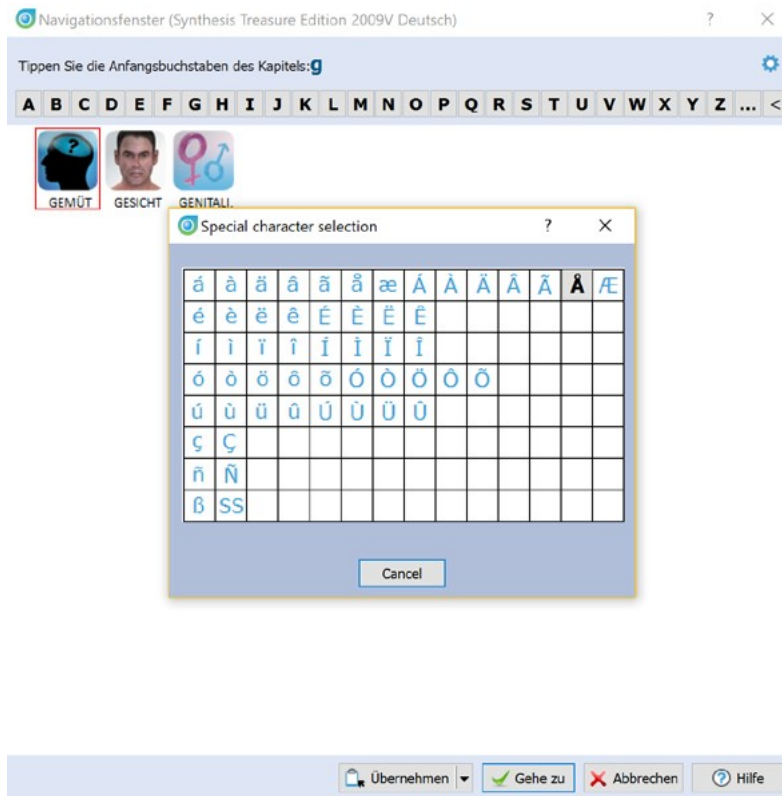 Navigationsfenster (Synthesis Treasure Edition 2009V Deutsch) ?
Tippen Sie die Anfangsbuchstaben des Kapitels:g
A B C D E F G H I J K L M N O P Q R S T U V W X Y Z ... <
GEMÜT GESICHT GENITALI.
Special character selection ?
á à ä â ã å æ Á À Ä Â Ã Å Æ
é è ë ê É È Ë Ê
í ì ï î Í Ì Ï Î
ó ò ö ô õ Ó Ò Ö Ô Õ
ú ù ü û Ú Ù Ü Û
ç Ç
ñ Ñ
ß SS
Cancel
Übernehmen Gehe zu Abbrechen ? Hilfe